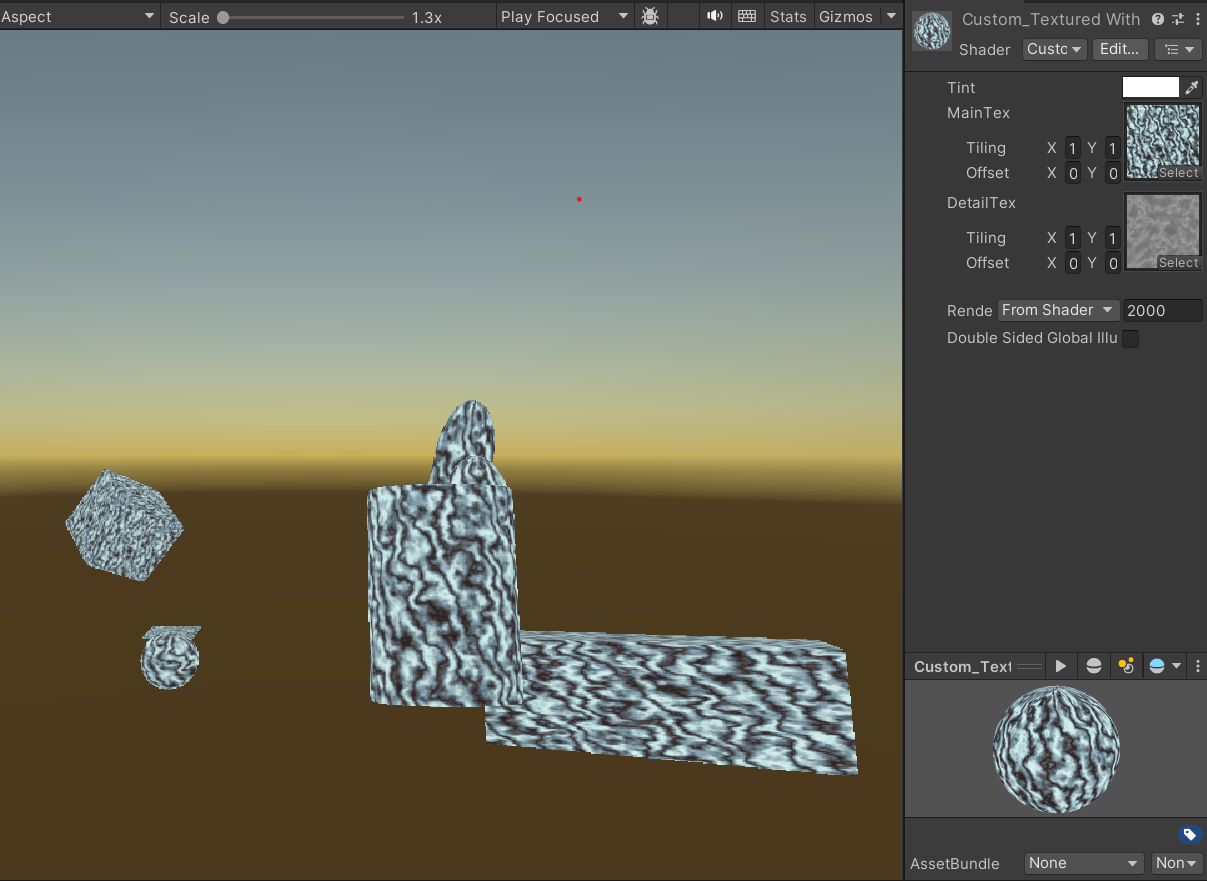 Aspect Scale 1.3x Play Focused Stats Gizmos
Custom_Textured With
Shader Custc Edit...
Tint
MainTex
Tiling X 1 Y 1
Offset X 0 Y 0
Select
DetailTex
Tiling X 1 Y 1
Offset X 0 Y 0
Select
Rende From Shader 2000
Double Sided Global Illu
Custom_Text
AssetBundle None Non